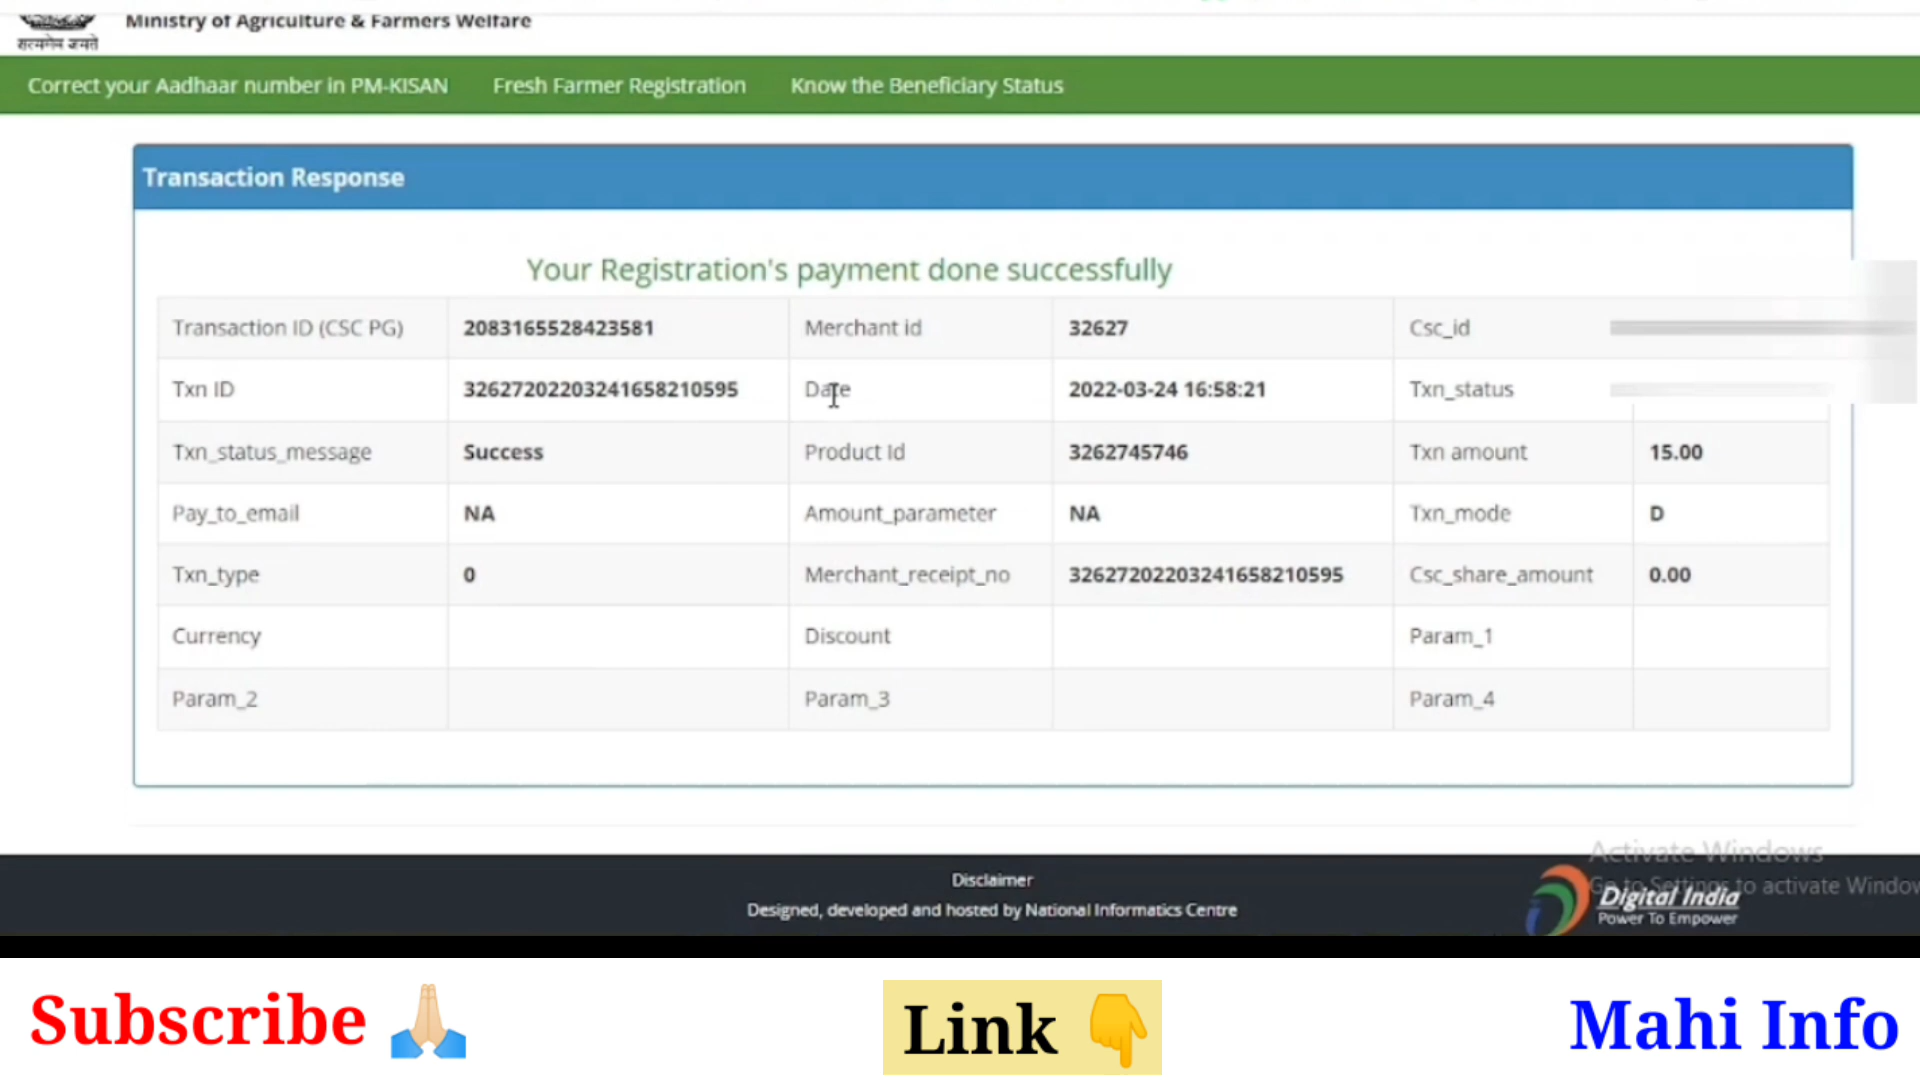 Ministry of Agriculture & Farmers Welfare
सत्यमेव जयते
Correct your Aadhaar number in PM-KISAN Fresh Farmer Registration Know the Beneficiary Status
Transaction Response
Your Registration's payment done successfully
Transaction ID (CSC PG) 2083165528423581 Merchant id 32627 Csc_id
Txn ID 326272022032416582 10595 Date 2022-03-24 16:58:21 Txn_status
Txn_status_message Success Product Id 3262745746 Txn amount 15.00
Pay_to_email NA Amount_parameter NA Txn_mode D
Txn_type 0 Merchant_receipt_no 32627202203241658210595 Csc_share_amount 0.00
Currency Discount Param_1
Param_2 Param_3 Param_4
Activate Windows
Go to Settings to activate Window
Disclaimer
Designed, developed and hosted by National Informatics Centre
Digital India
Power To Empower
Subscribe Link Mahi Info